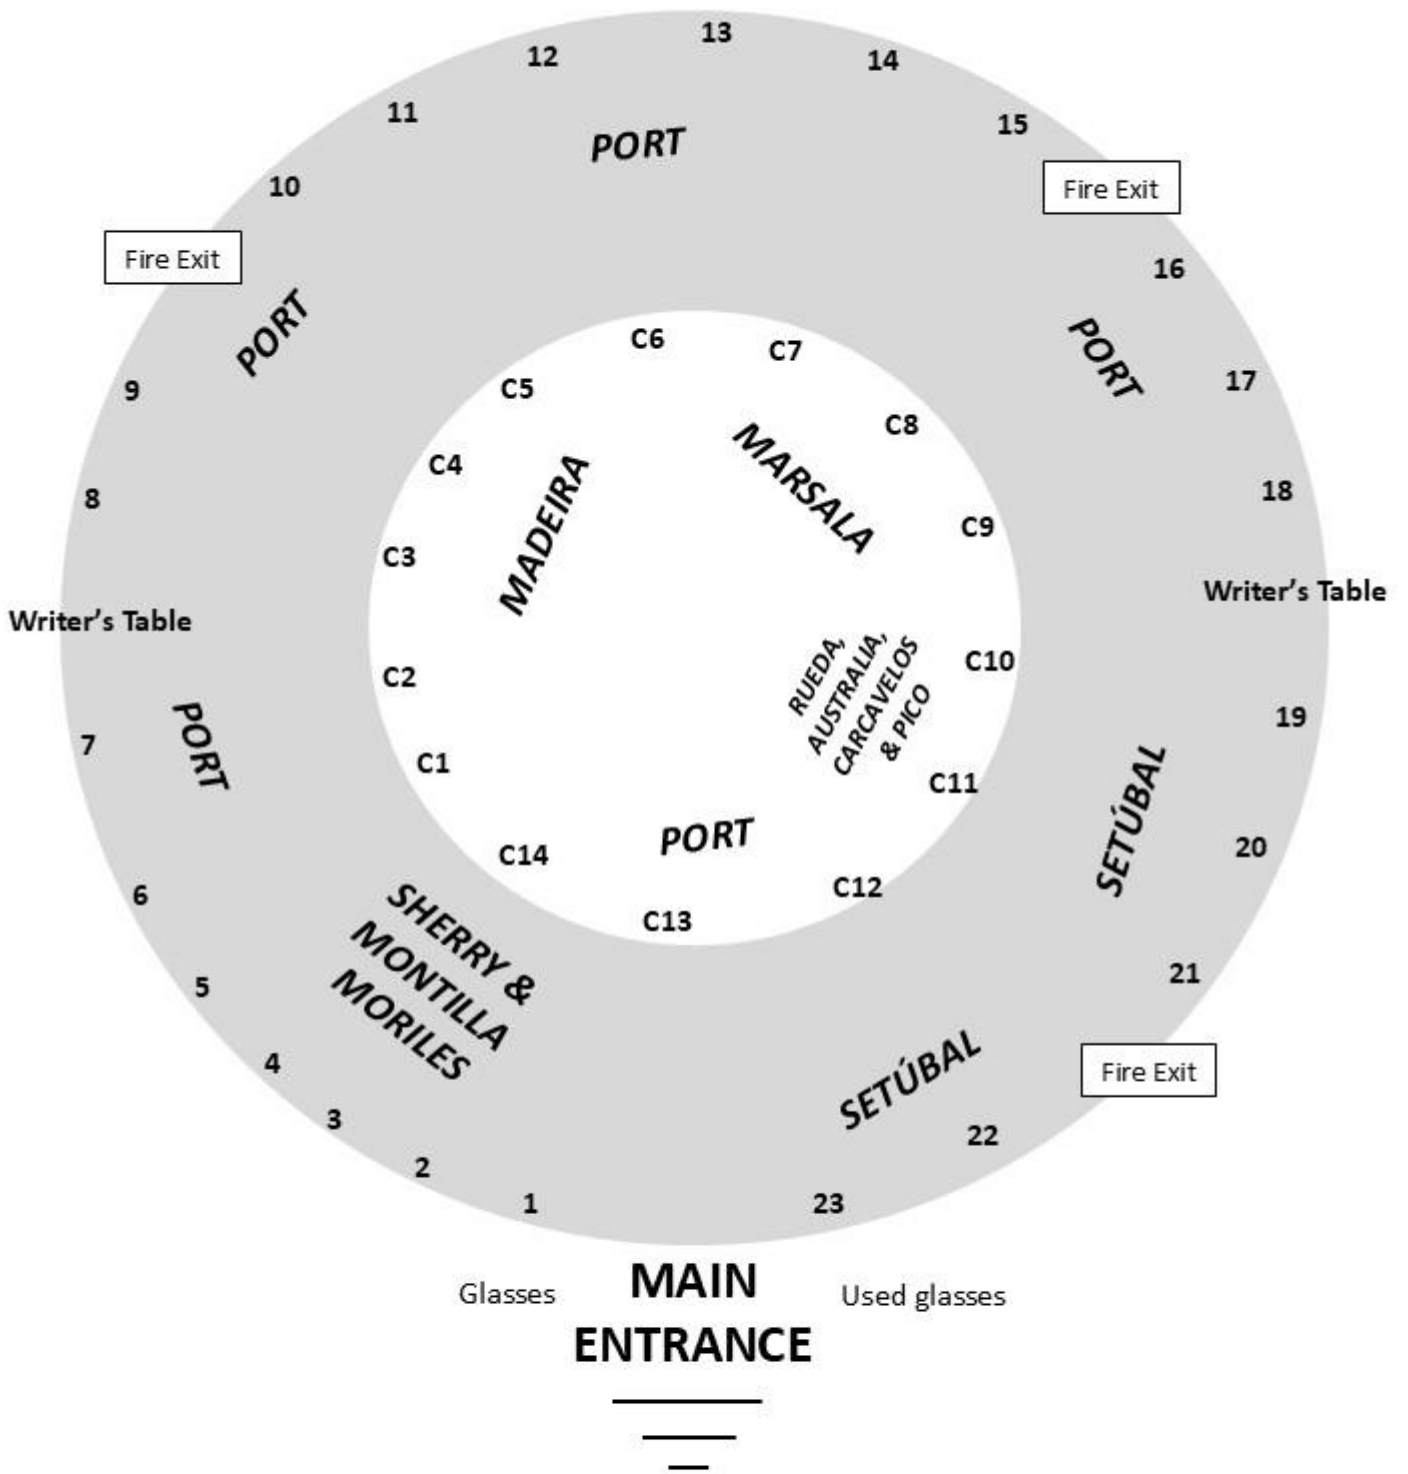 13
12
14
11
15
PORT
10
Fire Exit
Fire Exit
16
PORT
PORT
17
9
C6
C7
C5
C8
C4
MARSALA
MADEIRA
18
8
C9
C3
Writer's Table
Writer's Table
RUEDA,
AUSTRALIA,
CARCAVELOS
& PICO
C10
C2
19
7
PORT
C1
C11
SETÚBAL
PORT
C14
20
C12
6
C13
SHERRY &
MONTILLA
MORILES
21
5
4
SETÚBAL
Fire Exit
3
22
2
1
23
Glasses
MAIN
ENTRANCE
Used glasses